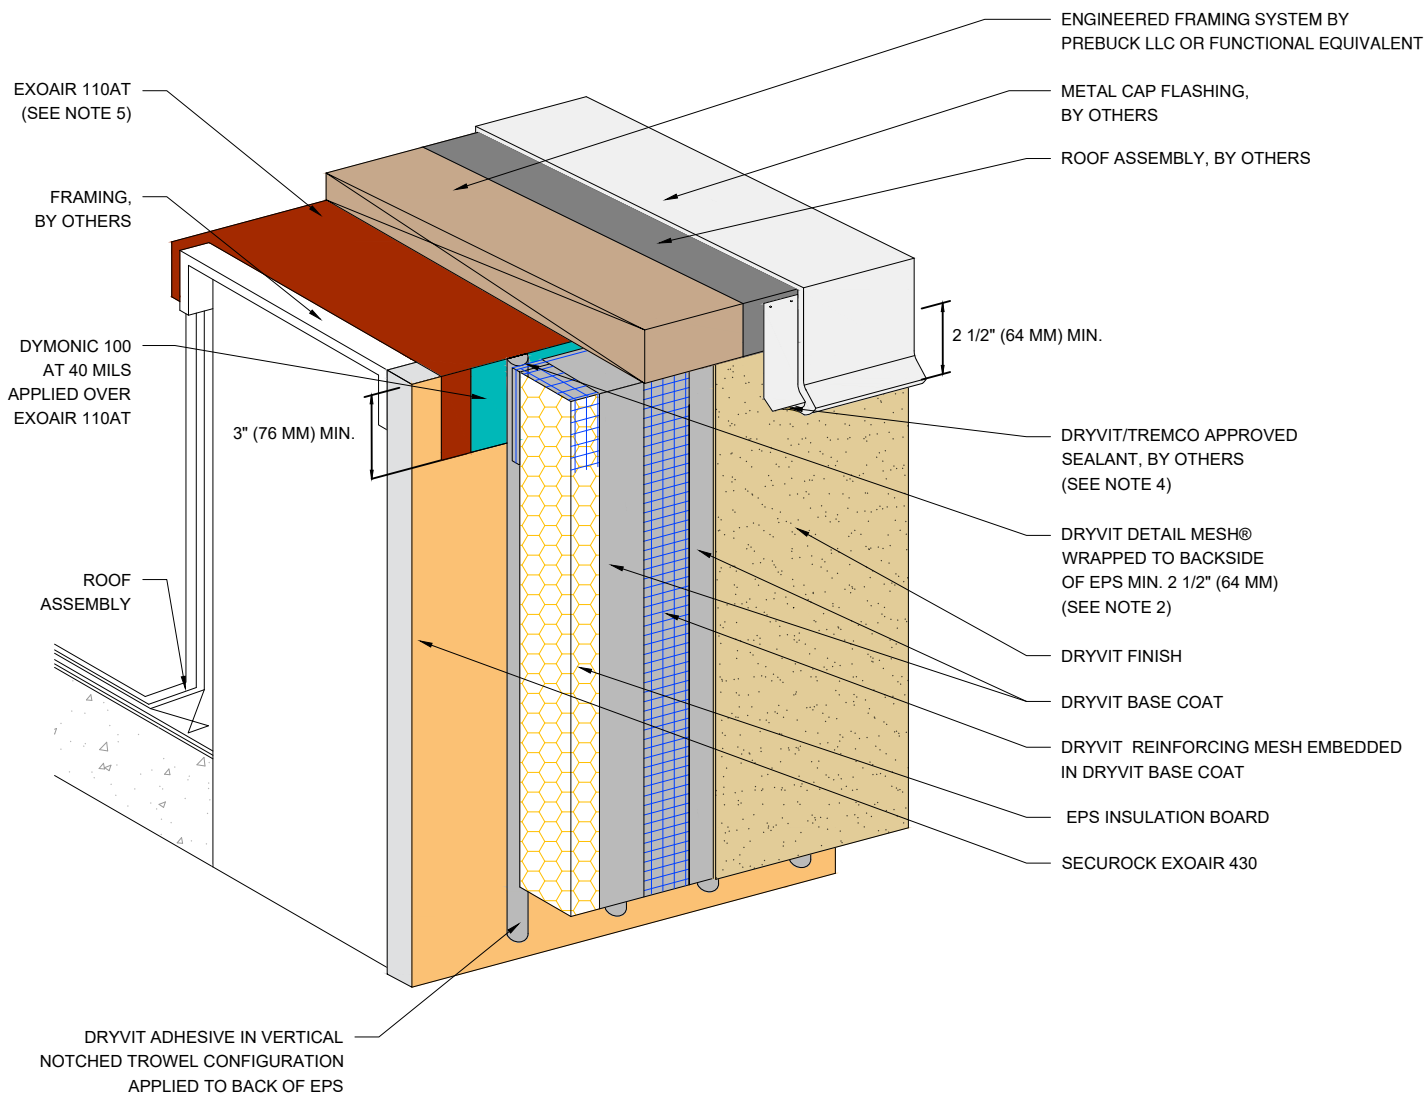 ENGINEERED FRAMING SYSTEM BY
PREBUCK LLC OR FUNCTIONAL EQUIVALENT
EXOAIR 110AT
(SEE NOTE 5)
METAL CAP FLASHING,
BY OTHERS
ROOF ASSEMBLY, BY OTHERS
FRAMING,
BY OTHERS
2 1/2" (64 MM) MIN.
DYMONIC 100
AT 40 MILS
APPLIED OVER
EXOAIR 110AT
3" (76 MM) MIN.
DRYVIT/TREMCO APPROVED
SEALANT, BY OTHERS
(SEE NOTE 4)
DRYVIT DETAIL MESH®
WRAPPED TO BACKSIDE
OF EPS MIN. 2 1/2" (64 MM)
(SEE NOTE 2)
ROOF
ASSEMBLY
DRYVIT FINISH
DRYVIT BASE COAT
DRYVIT REINFORCING MESH EMBEDDED
IN DRYVIT BASE COAT
EPS INSULATION BOARD
SECUROCK EXOAIR 430
DRYVIT ADHESIVE IN VERTICAL
NOTCHED TROWEL CONFIGURATION
APPLIED TO BACK OF EPS